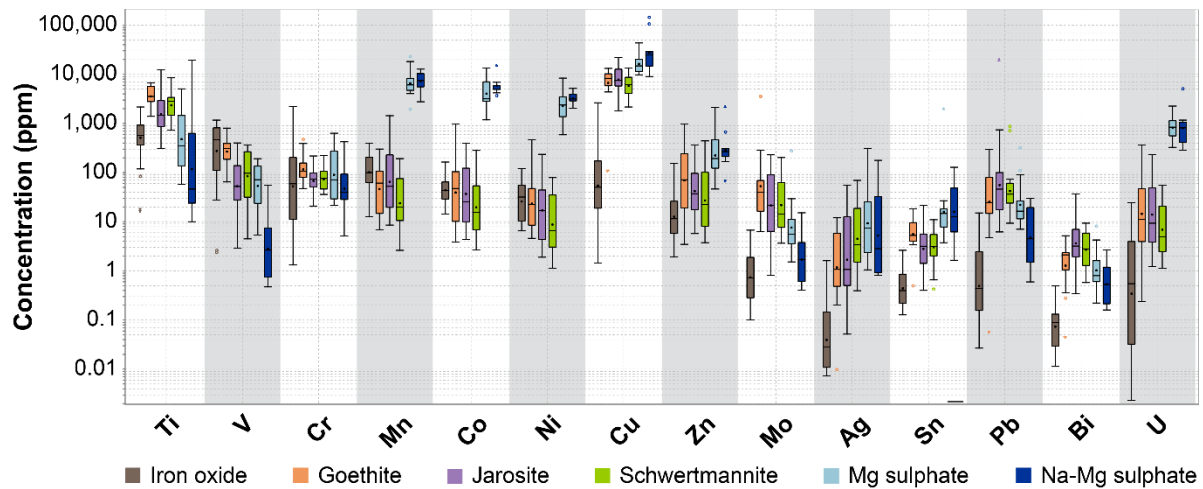 Concentration (ppm)
100,000
10,000
1,000
100
10
1
0.1
0.01
Ti V Cr Mn Co Ni Cu Zn Mo Ag Sn Pb Bi U
Iron oxide Goethite Jarosite Schwertmannite Mg sulphate Na-Mg sulphate